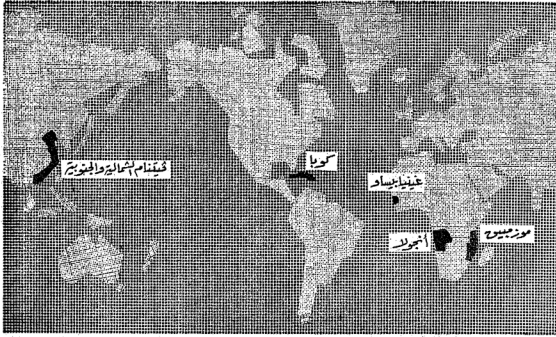 كوبا
فيتنام الشمالية والجنوبية
غينيا بيساو
موزمبيق
أنجولا